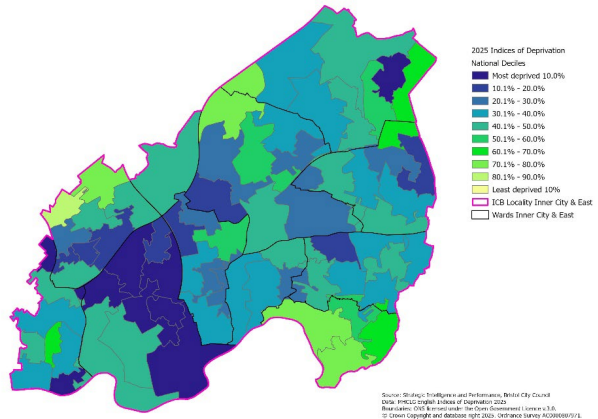 2025 Indices of Deprivation
National Deciles
Most deprived 10.0%
10.1% - 20.0%
20.1% - 30.0%
30.1% - 40.0%
40.1% - 50.0%
50.1% - 60.0%
60.1% - 70.0%
70.1% - 80.0%
80.1% - 90.0%
Least deprived 10%
ICB Locality Inner City & East
Wards Inner City & East
Source: Strategic Intelligence and Performance, Bristol City Council
Data: MHCLG English Indices of Deprivation 2025
Boundaries: ONS licensed under the Open Government Licence v.3.0.
© Crown Copyright and database right 2025. Ordnance Survey